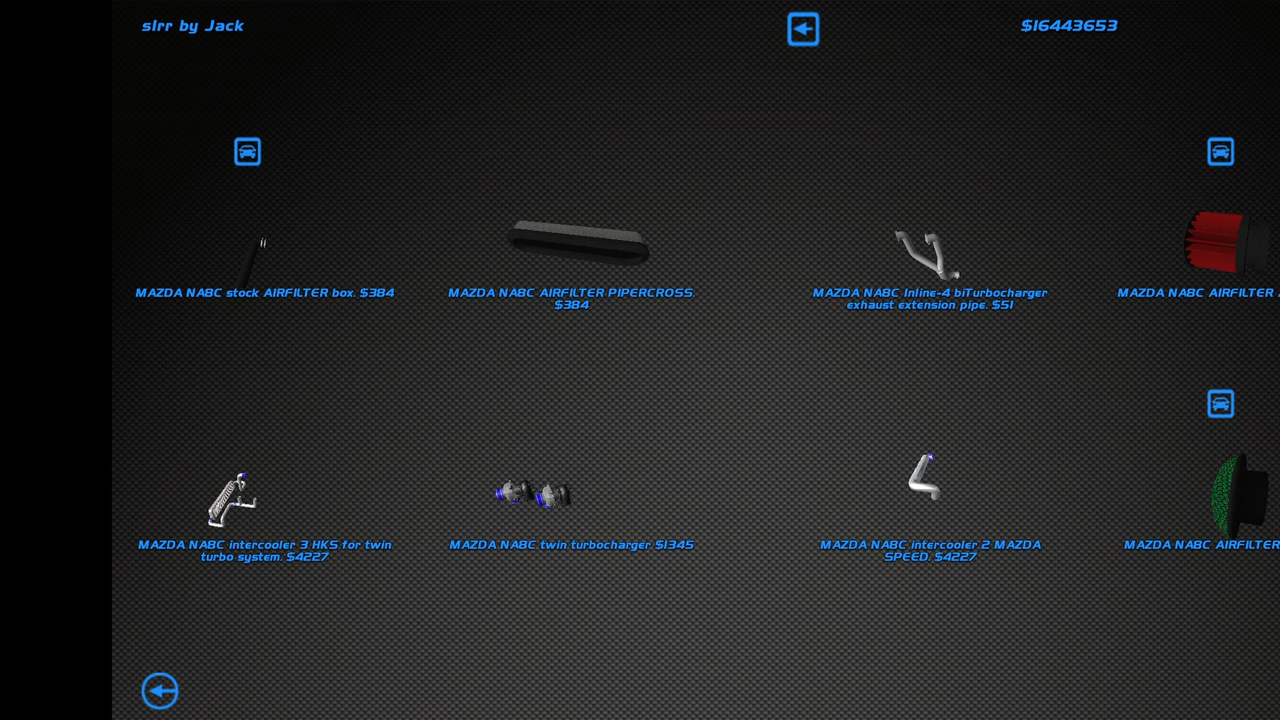 slrr by Jack
$16443653
MAZDA NA8C stock AIRFILTER box. $384
MAZDA NA8C AIRFILTER PIPERCROSS.
$384
MAZDA NA8C Inline-4 biTurbocharger
exhaust extension pipe. $51
MAZDA NA8C AIRFILTER
MAZDA NA8C intercooler 3 HKS for twin
turbo system. $4227
MAZDA NA8C twin turbocharger $1345
MAZDA NA8C intercooler 2 MAZDA
SPEED. $4227
MAZDA NA8C AIRFILTER